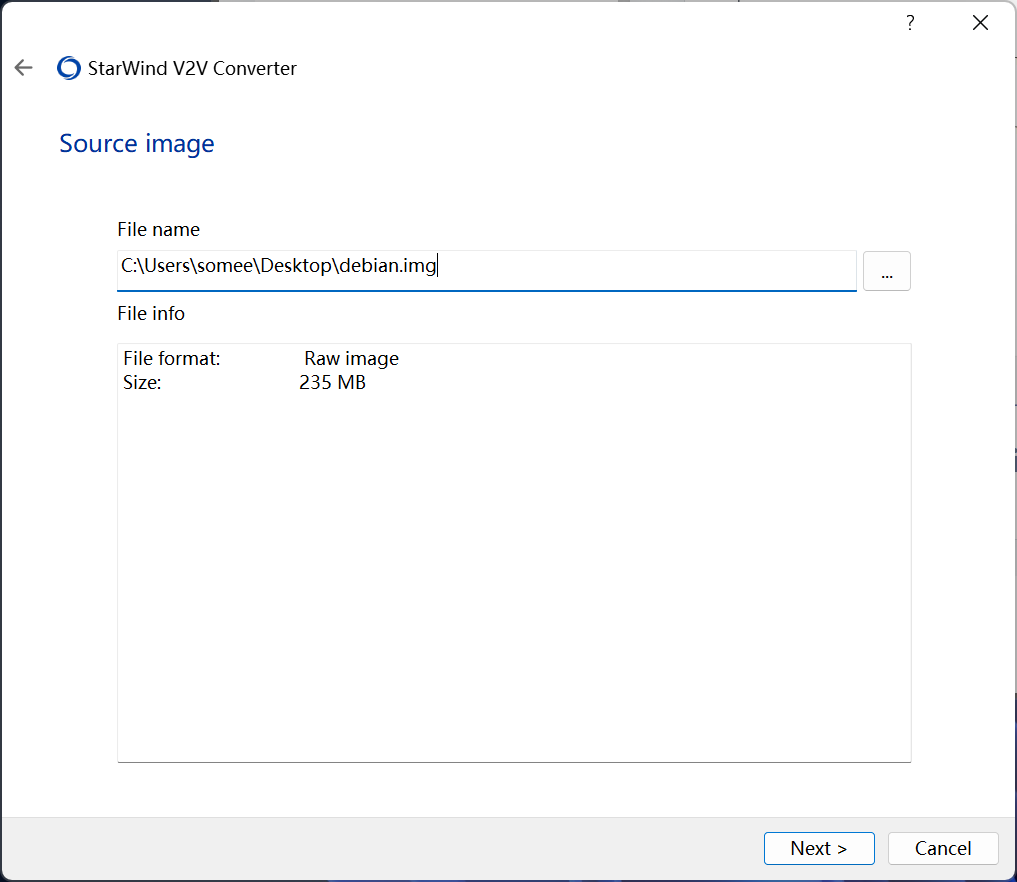 ?
StarWind V2V Converter
Source image
File name
C:\Users\somee\Desktop\debian.img
...
File info
File format: Raw image
Size: 235 MB
Next >
Cancel